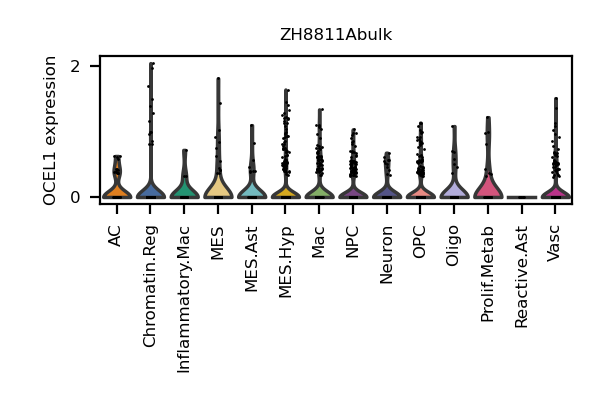 ZH8811Abulk
OCEL1 expression
2
0
AC
Chromatin.Reg
Inflammatory.Mac
MES
MES.Ast
MES.Hyp
Mac
NPC
Neuron
OPC
Oligo
Prolif.Metab
Reactive.Ast
Vasc